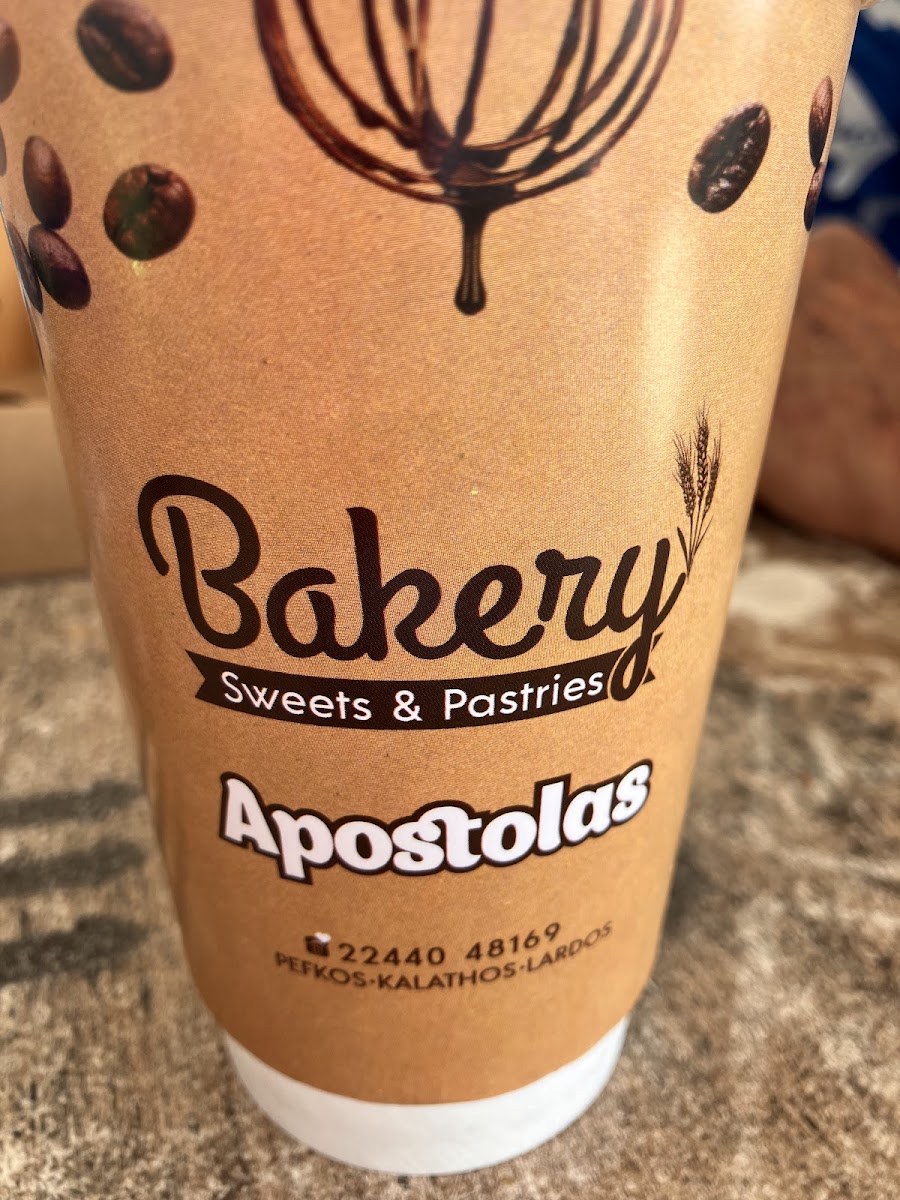 Bakery
Sweets & Pastries
Apostolas
22440 48169
PEFKOS·KALATHOS·LARDOS